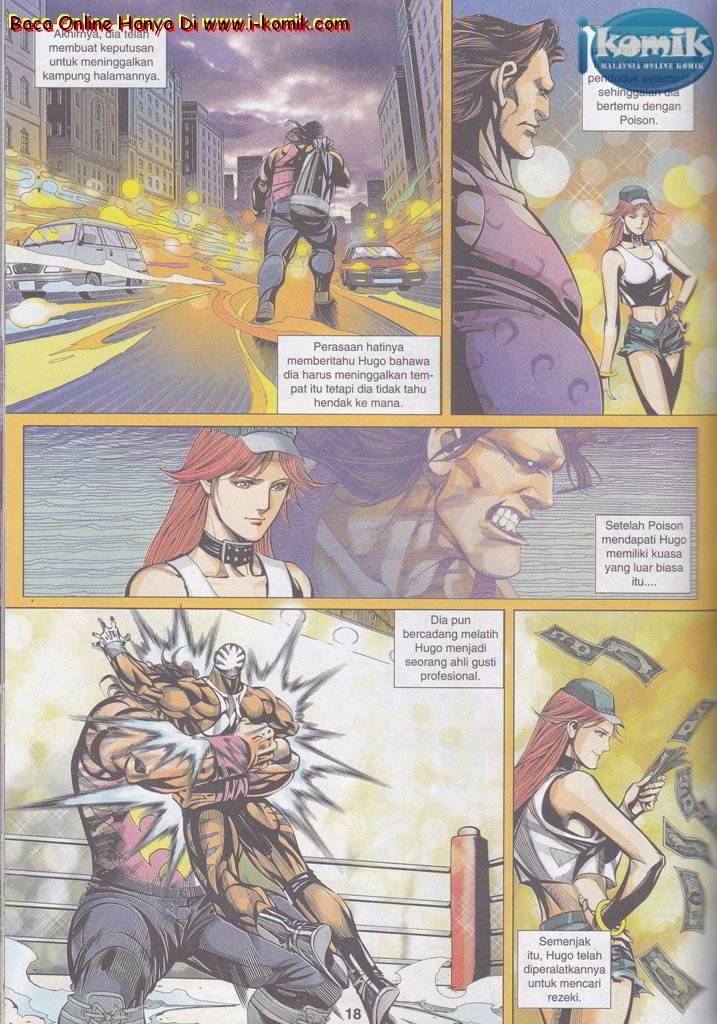 Baca Online Hanya Di www.i-komik.com
Akhirnya, dia telah
membuat keputusan
untuk meninggalkan
kampung halamannya.
i komik
MALAYSIA ONLINE KOMIK
penduduk setempat
sehinggalah dia
bertemu dengan
Poison.
Perasaan hatinya
memberitahu Hugo bahawa
dia harus meninggalkan tem-
pat itu tetapi dia tidak tahu
hendak ke mana.
Setelah Poison
mendapati Hugo
memiliki kuasa
yang luar biasa
itu....
Dia pun
bercadang melatih
Hugo menjadi
seorang ahli gusti
profesional.
Semenjak
itu, Hugo telah
diperalatkannya
untuk mencari
rezeki.
18